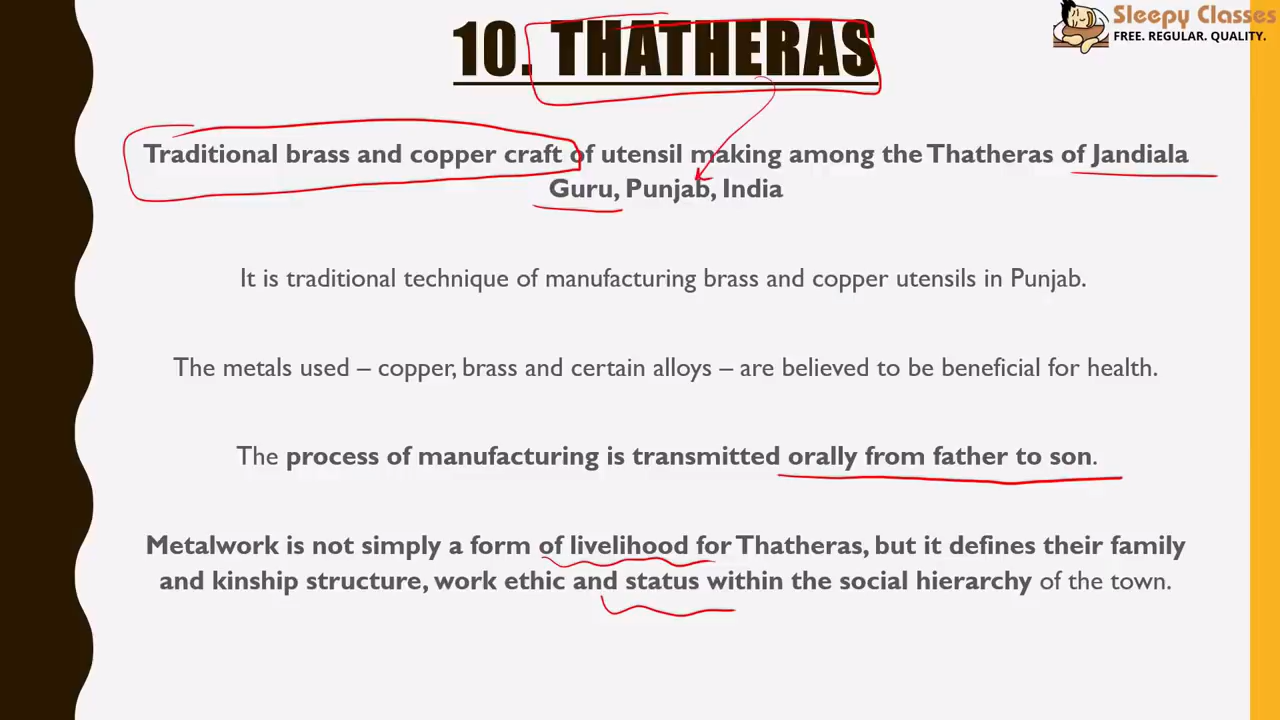 Sleepy Classes
FREE. REGULAR. QUALITY.
10. THATHERAS
Traditional brass and copper craft of utensil making among the Thatheras of Jandiala
Guru, Punjab, India
It is traditional technique of manufacturing brass and copper utensils in Punjab.
The metals used – copper, brass and certain alloys – are believed to be beneficial for health.
The process of manufacturing is transmitted orally from father to son.
Metalwork is not simply a form of livelihood for Thatheras, but it defines their family
and kinship structure, work ethic and status within the social hierarchy of the town.